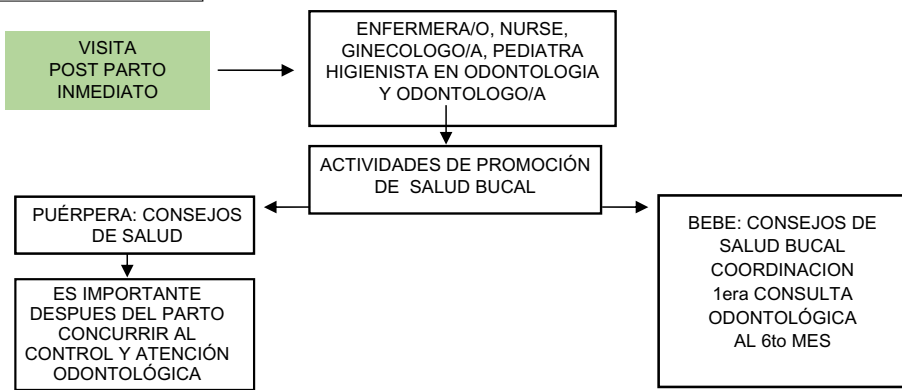 VISITA
POST PARTO
INMEDIATO
ENFERMERA/O, NURSE,
GINECOLOGO/A, PEDIATRA
HIGIENISTA EN ODONTOLOGIA
Y ODONTOLOGO/A
ACTIVIDADES DE PROMOCIÓN
DE SALUD BUCAL
PUÉRPERA: CONSEJOS
DE SALUD
ES IMPORTANTE
DESPUES DEL PARTO
CONCURRIR AL
CONTROL Y ATENCIÓN
ODONTOLÓGICA
BEBE: CONSEJOS DE
SALUD BUCAL
COORDINACION
1era CONSULTA
ODONTOLÓGICA
AL 6to MES